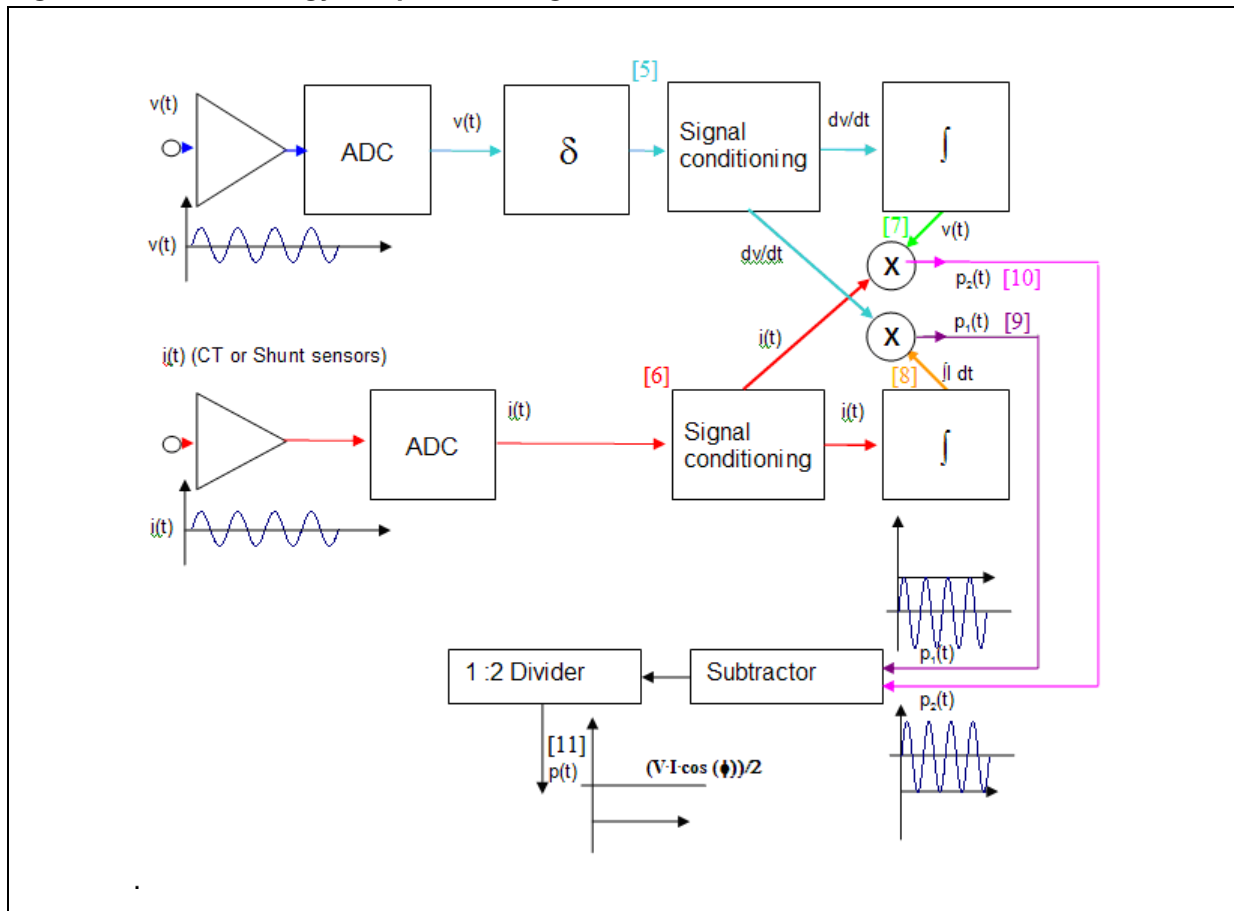 [5]
v(t)
ADC
v(t)
δ
Signal
conditioning
dv/dt
∫
v(t)
[7]
v(t)
dv/dt
X
p₂(t) [10]
i(t) (CT or Shunt sensors)
i(t)
X
p₁(t) [9]
[6]
[8]
∫I dt
ADC
i(t)
Signal
conditioning
i(t)
∫
i(t)
1 :2 Divider
Subtractor
p₁(t)
p₂(t)
[11]
p(t)
(V·I·cos (ϕ))/2
.